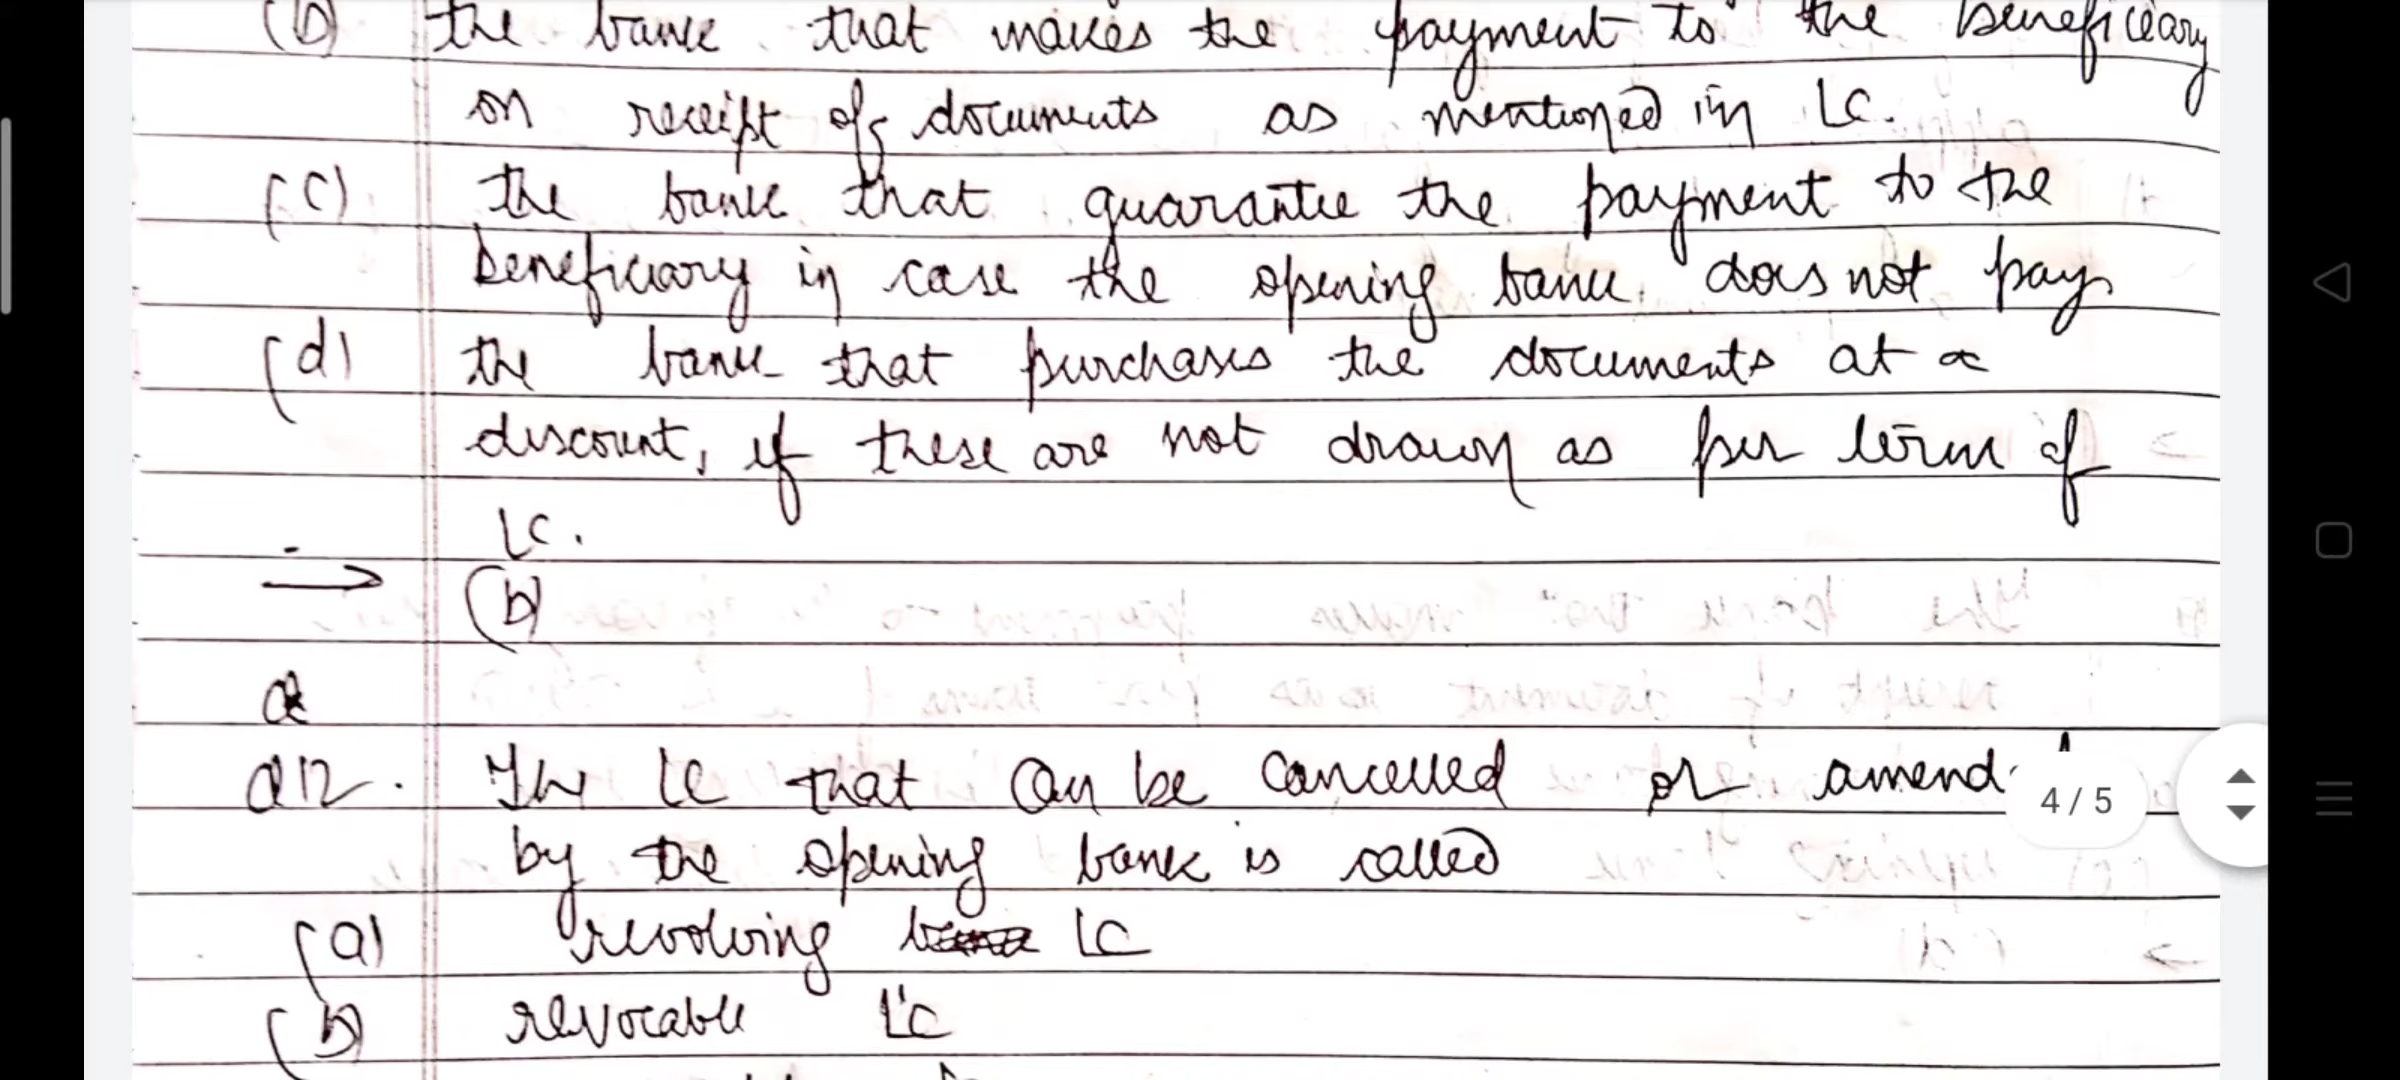 (b) the bank that makes the payment to the beneficiary
on receipt of documents as mentioned in LC.
(c) the bank that guarantee the payment to the
beneficiary in case the opening bank does not pay
(d) the bank that purchases the documents at a
discount, if these are not drawn as per term of
LC.
→ (b)
Q
Q12. The LC that can be cancelled or amend
4 / 5
by the opening bank is called
(a) revolving LC
(b) revocable LC